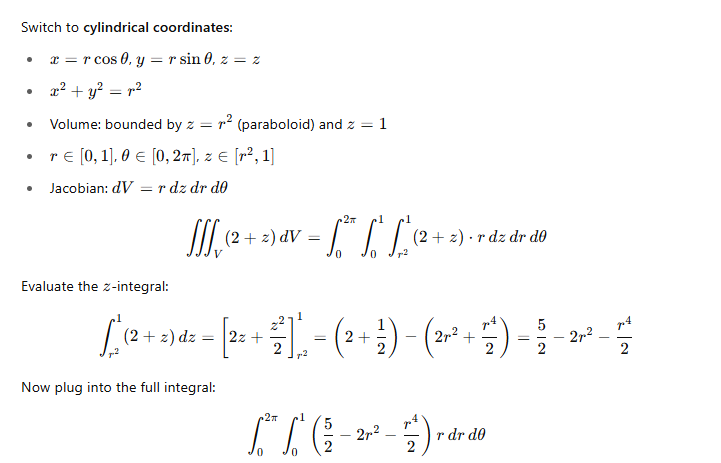 Switch to cylindrical coordinates:
• x = r cos θ, y = r sin θ, z = z
• x² + y² = r²
• Volume: bounded by z = r² (paraboloid) and z = 1
• r ∈ [0, 1], θ ∈ [0, 2π], z ∈ [r², 1]
• Jacobian: dV = r dz dr dθ
∭_V (2 + z) dV = ∫₀^{2π} ∫₀^1 ∫_{r²}^1 (2 + z) · r dz dr dθ
Evaluate the z-integral:
∫_{r²}^1 (2 + z) dz = [2z + z²/2]_{r²}^1 = (2 + 1/2) − (2r² + r⁴/2) = 5/2 − 2r² − r⁴/2
Now plug into the full integral:
∫₀^{2π} ∫₀^1 (5/2 − 2r² − r⁴/2) r dr dθ